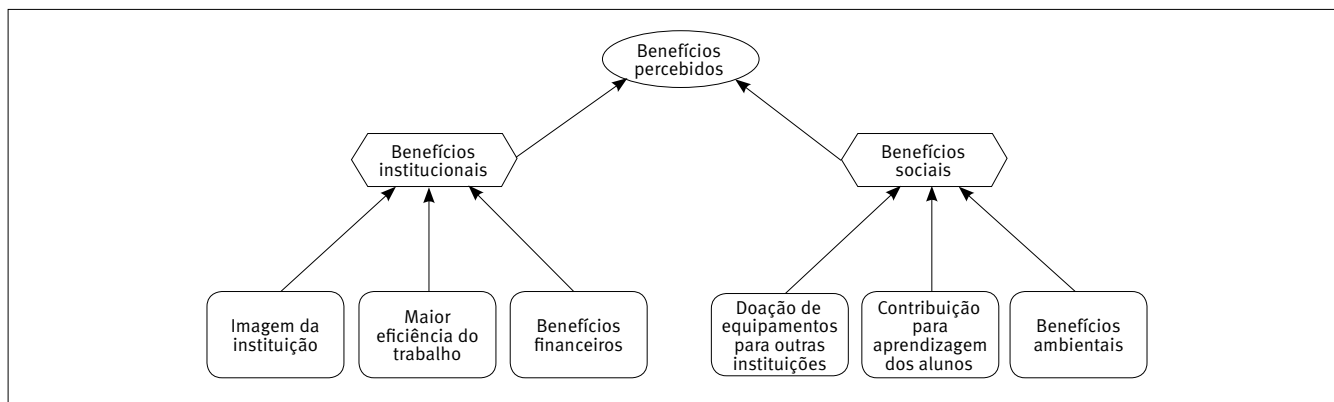 Benefícios
percebidos
Benefícios
institucionais
Benefícios
sociais
Imagem da
instituição
Maior
eficiência do
trabalho
Benefícios
financeiros
Doação de
equipamentos
para outras
instituições
Contribuição
para
aprendizagem
dos alunos
Benefícios
ambientais